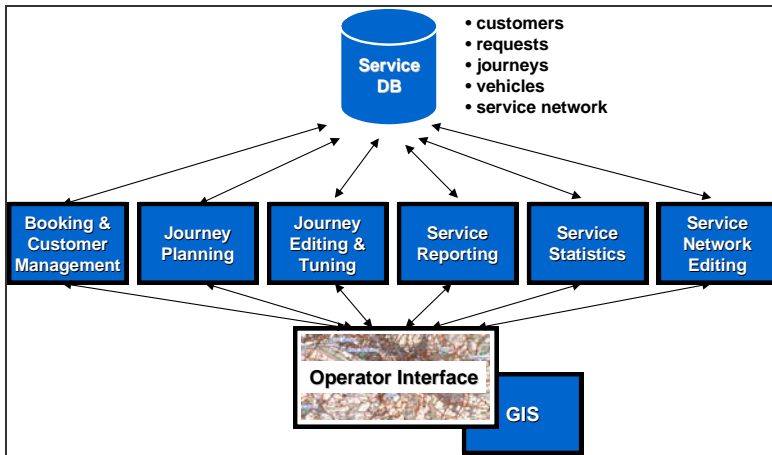 Service
DB
• customers
• requests
• journeys
• vehicles
• service network
Booking &
Customer
Management
Journey
Planning
Journey
Editing &
Tuning
Service
Reporting
Service
Statistics
Service
Network
Editing
Operator Interface
GIS